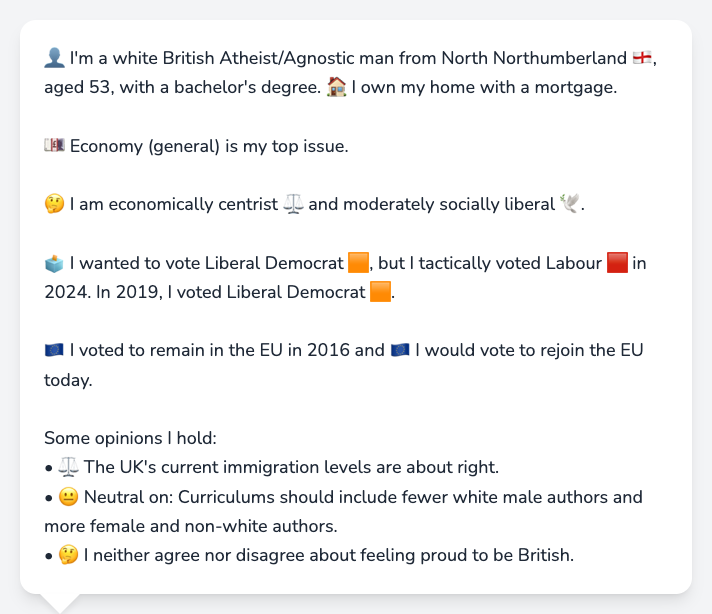 👤 I'm a white British Atheist/Agnostic man from North Northumberland 🏴󠁧󠁢󠁥󠁮󠁧󠁿,
aged 53, with a bachelor's degree. 🏠 I own my home with a mortgage.
💷 Economy (general) is my top issue.
🤔 I am economically centrist ⚖️ and moderately socially liberal 🕊️.
🗳️ I wanted to vote Liberal Democrat 🟧, but I tactically voted Labour 🟥 in
2024. In 2019, I voted Liberal Democrat 🟧.
🇪🇺 I voted to remain in the EU in 2016 and 🇪🇺 I would vote to rejoin the EU
today.
Some opinions I hold:
• ⚖️ The UK's current immigration levels are about right.
• 😐 Neutral on: Curriculums should include fewer white male authors and
more female and non-white authors.
• 🤔 I neither agree nor disagree about feeling proud to be British.